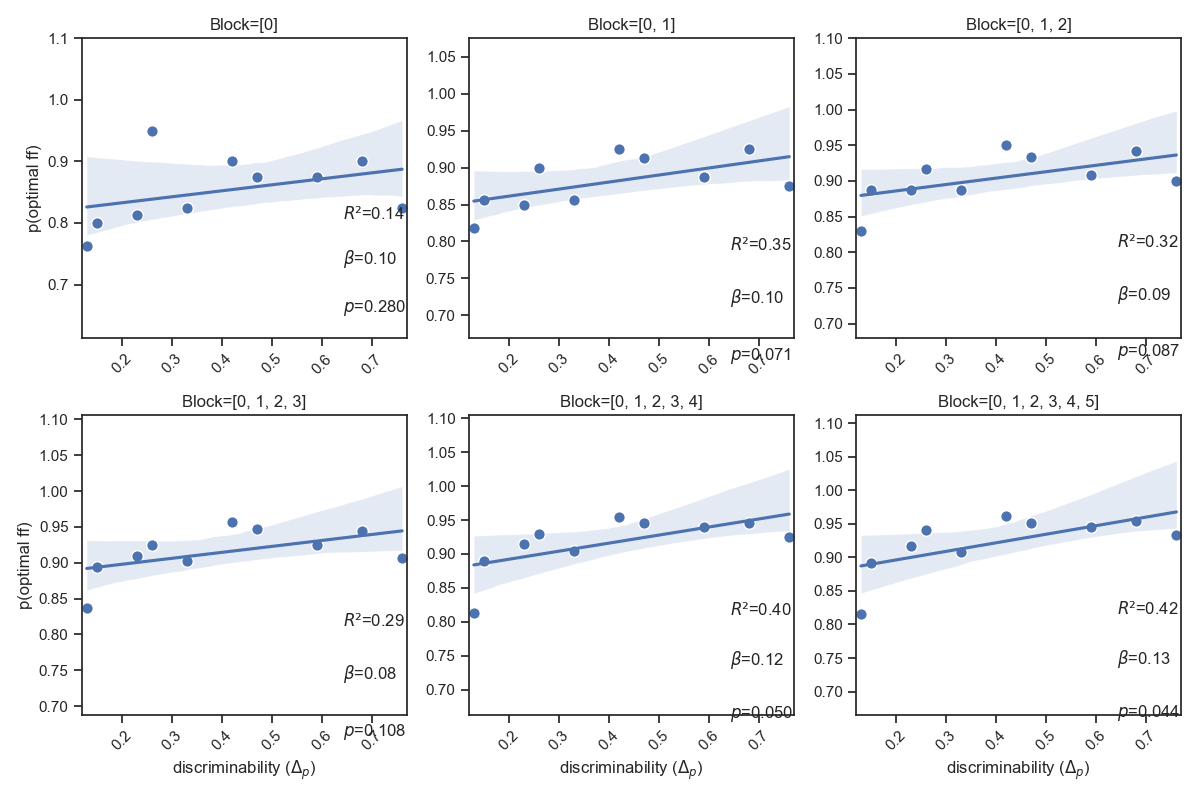 Block=[0]
Block=[0, 1]
Block=[0, 1, 2]
p(optimal ff)
1.1
1.0
0.9
0.8
0.7
R²=0.14
β=0.10
p=0.280
0.2 0.3 0.4 0.5 0.6 0.7
1.05
1.00
0.95
0.90
0.85
0.80
0.75
0.70
R²=0.35
β=0.10
p=0.071
0.2 0.3 0.4 0.5 0.6 0.7
1.10
1.05
1.00
0.95
0.90
0.85
0.80
0.75
0.70
R²=0.32
β=0.09
p=0.087
0.2 0.3 0.4 0.5 0.6 0.7
Block=[0, 1, 2, 3]
Block=[0, 1, 2, 3, 4]
Block=[0, 1, 2, 3, 4, 5]
p(optimal ff)
1.10
1.05
1.00
0.95
0.90
0.85
0.80
0.75
0.70
R²=0.29
β=0.08
p=0.108
0.2 0.3 0.4 0.5 0.6 0.7
discriminability (Δp)
1.10
1.05
1.00
0.95
0.90
0.85
0.80
0.75
0.70
R²=0.40
β=0.12
p=0.050
0.2 0.3 0.4 0.5 0.6 0.7
discriminability (Δp)
1.10
1.05
1.00
0.95
0.90
0.85
0.80
0.75
0.70
R²=0.42
β=0.13
p=0.044
0.2 0.3 0.4 0.5 0.6 0.7
discriminability (Δp)